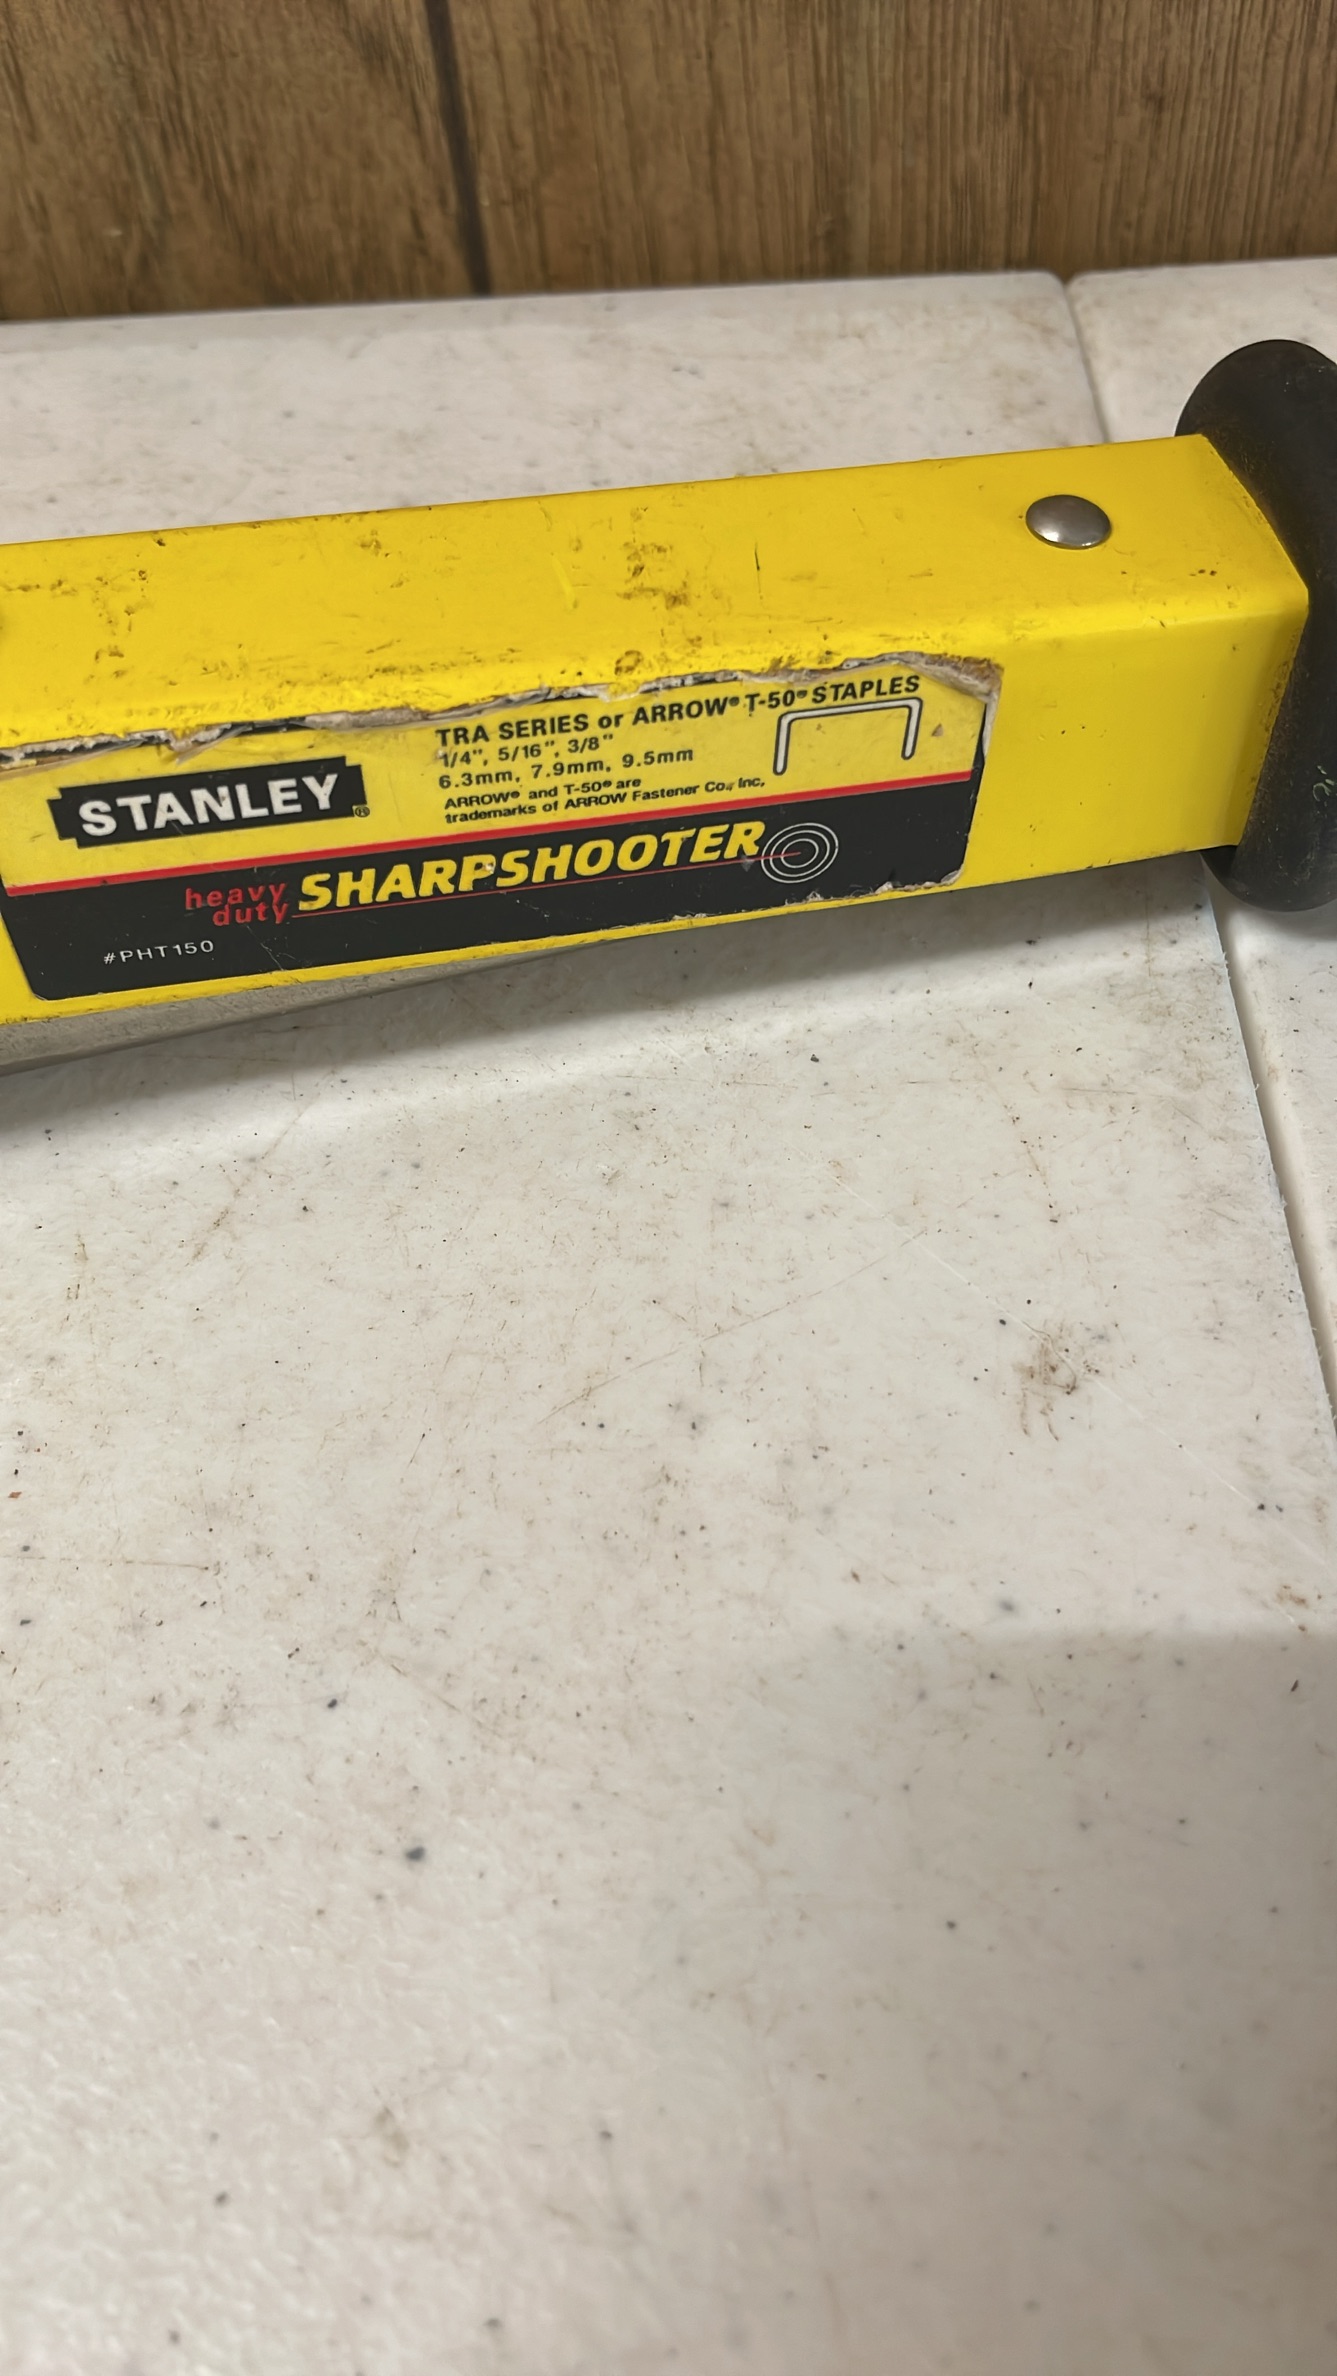 STANLEY®
TRA SERIES or ARROW® T-50® STAPLES
1/4", 5/16", 3/8"
6.3mm, 7.9mm, 9.5mm
ARROW® and T-50® are
trademarks of ARROW Fastener Co., Inc,
heavy
duty
SHARPSHOOTER
#PHT150